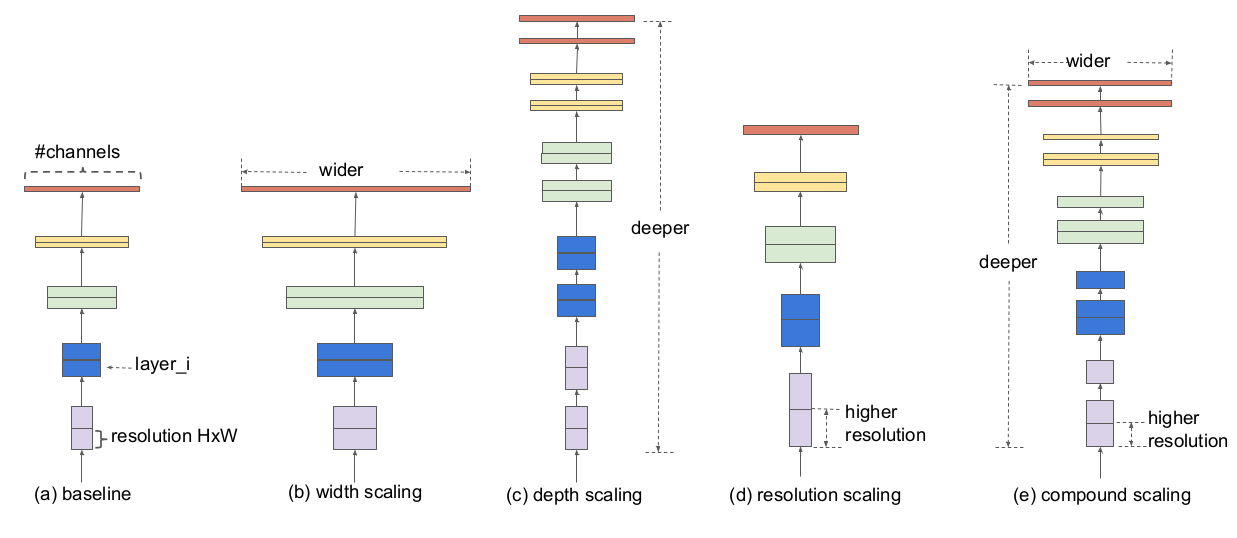 #channels
layer_i
resolution HxW
(a) baseline
wider
(b) width scaling
deeper
(c) depth scaling
higher
resolution
(d) resolution scaling
wider
deeper
higher
resolution
(e) compound scaling